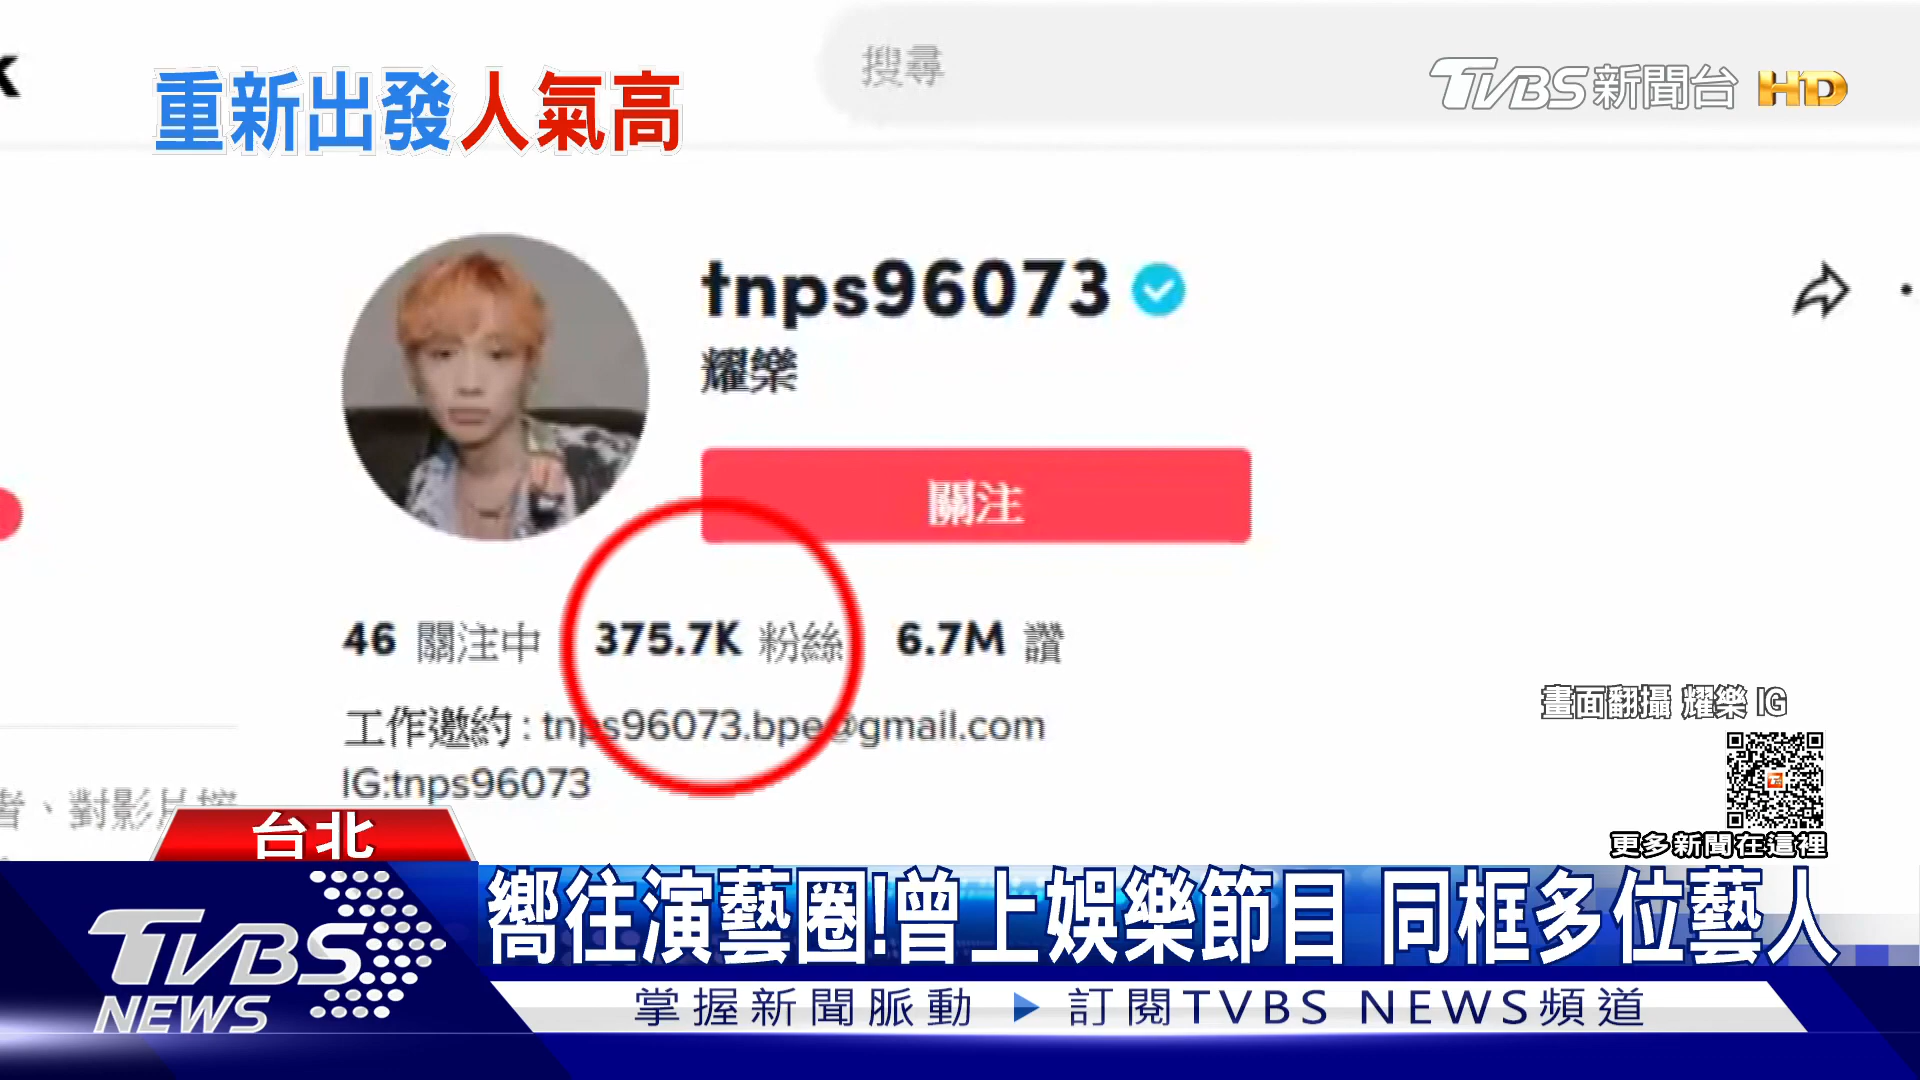 搜尋
TVBS新聞台 HD
重新出發人氣高
tnps96073
耀樂
關注
46 關注中 375.7K 粉絲 6.7M 讚
工作邀約 : tnps96073.bpe@gmail.com
IG:tnps96073
畫面翻攝 耀樂 IG
更多新聞在這裡
台北
嚮往演藝圈!曾上娛樂節目 同框多位藝人
TVBS NEWS
掌握新聞脈動 ▶ 訂閱TVBS NEWS頻道